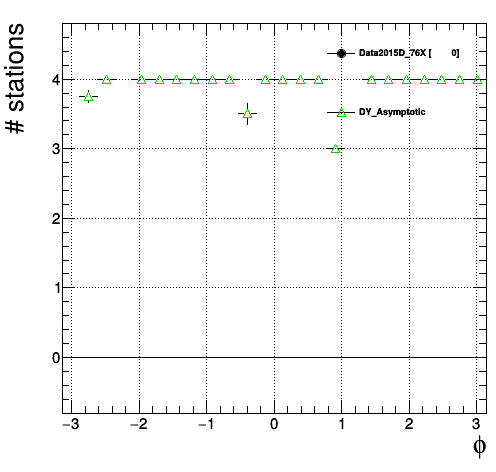 # stations
Data2015D_76X [ 0]
DY_Asymptotic
4
3
2
1
0
−3 −2 −1 0 1 2 3
ϕ